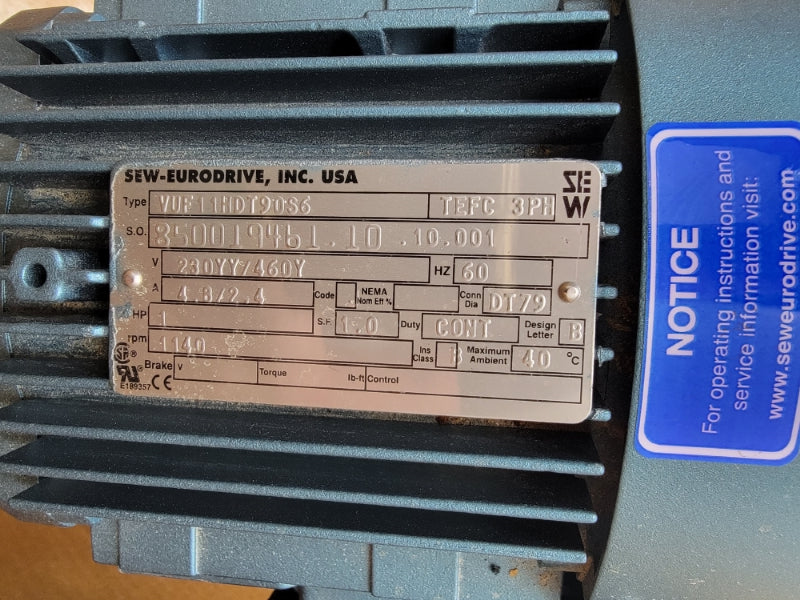 SEW-EURODRIVE, INC. USA
SEW
Type VUF11HDT90S6 TEFC 3PH
S.O. 850019461.10 .10.001
V 230YY/460Y HZ 60
A 4.8/2.4 Code NEMA Nom Eff % Conn Dia DT79
HP 1 S.F. 1.0 Duty CONT Design Letter B
rpm 1140 Ins Class B Maximum Ambient 40 °C
Brake V Torque lb-ft Control
E189357 CE
NOTICE
For operating instructions and
service information visit:
www.seweurodrive.com